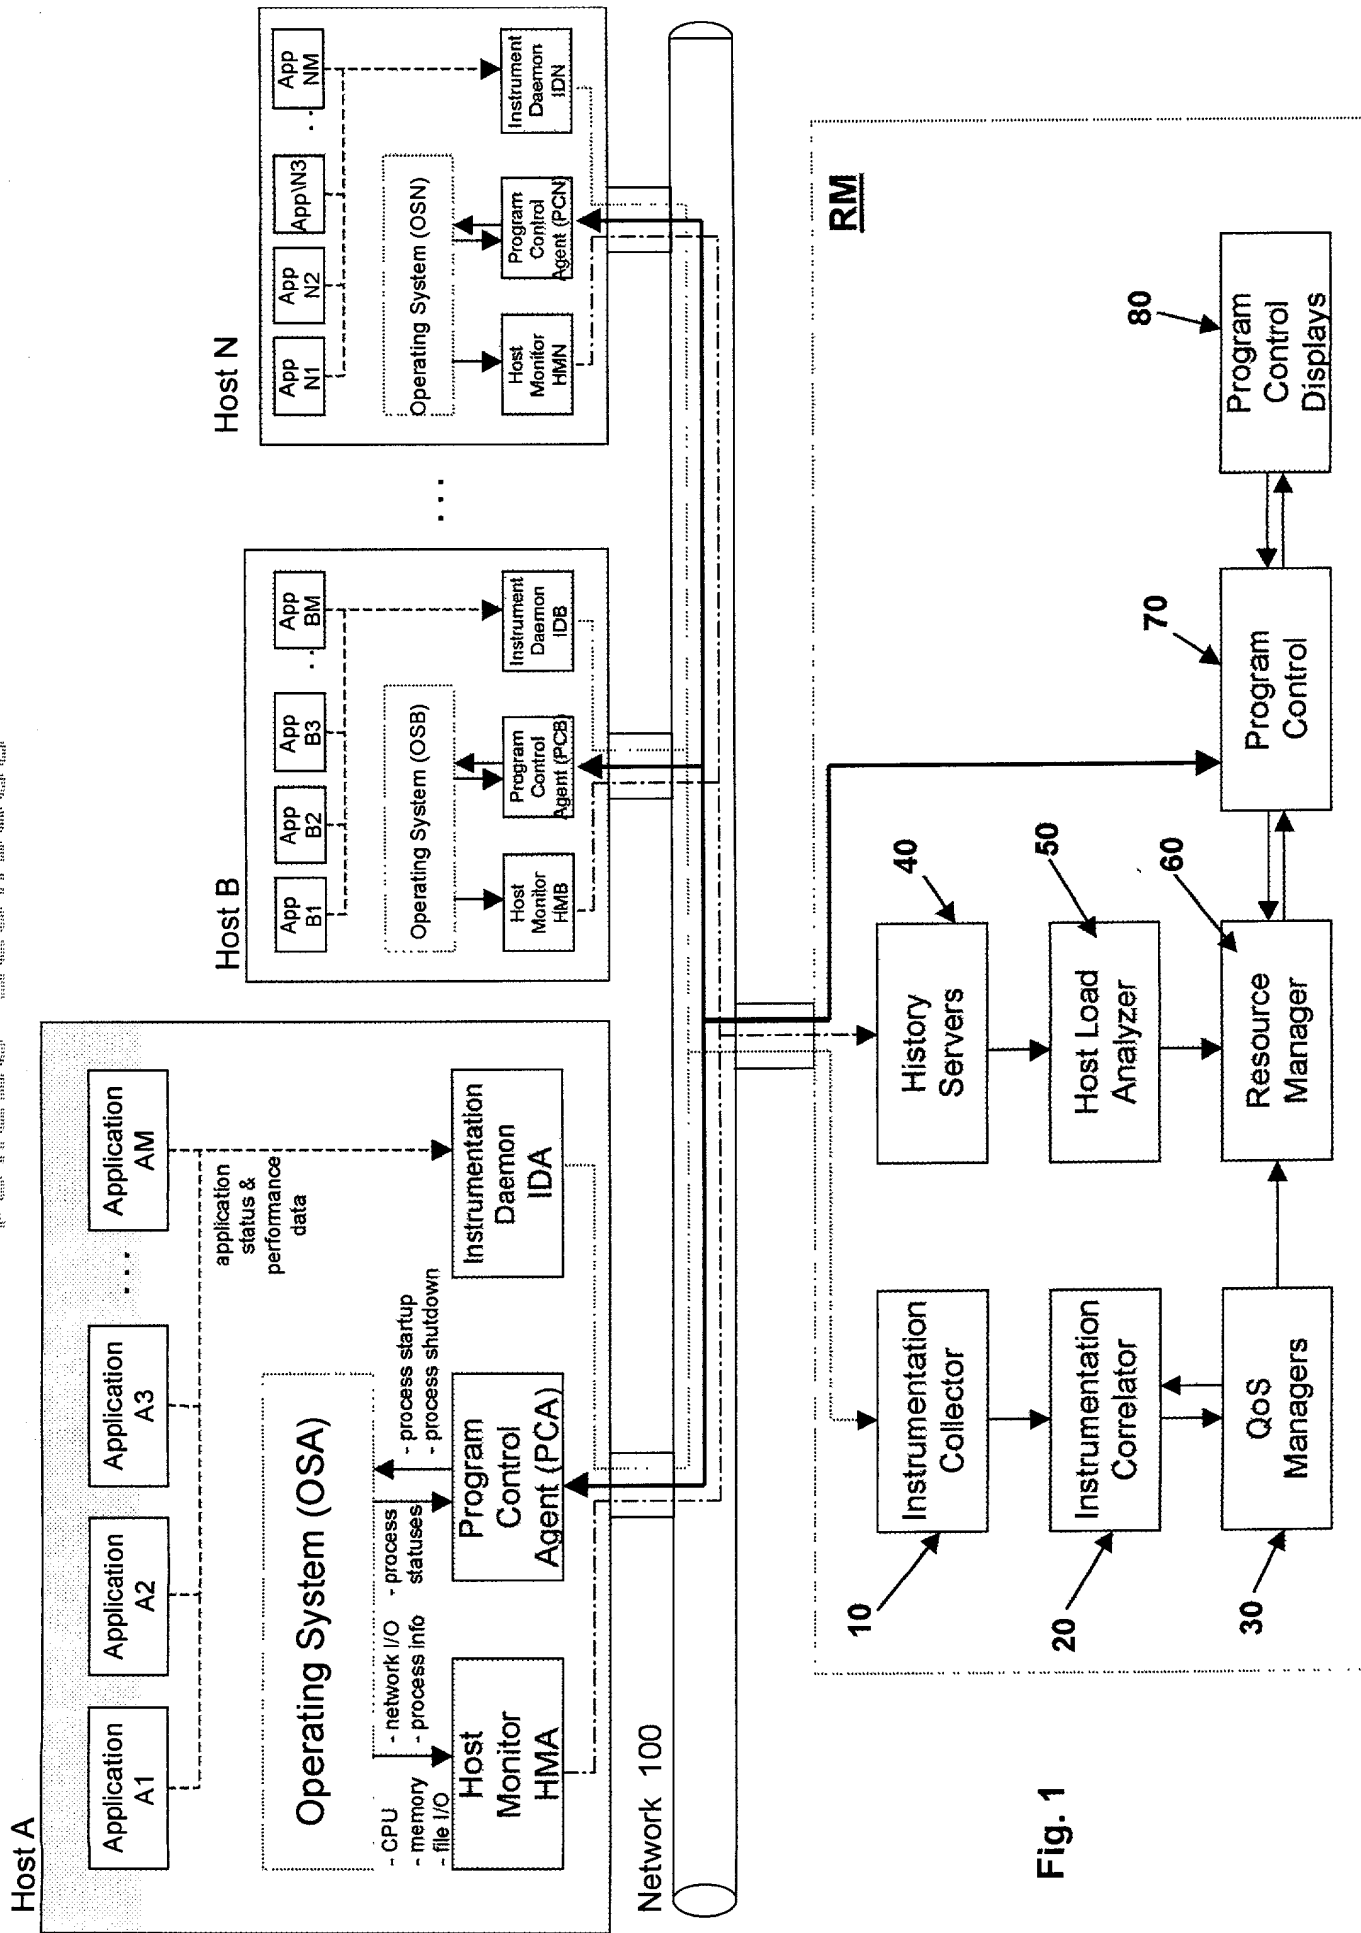 Host A
Application
A1
Application
A2
Application
A3
. . .
Application
AM
application
status &
performance
data
Operating System (OSA)
- CPU
- memory
- file I/O
- network I/O
- process info
- process
statuses
- process startup
- process shutdown
Host
Monitor
HMA
Program
Control
Agent (PCA)
Instrumentation
Daemon
IDA
Host B
App
B1
App
B2
App
B3
. .
App
BM
Operating System (OSB)
Host
Monitor
HMB
Program
Control
Agent (PCB)
Instrument
Daemon
IDB
. . .
Host N
App
N1
App
N2
App\N3
. .
App
NM
Operating System (OSN)
Host
Monitor
HMN
Program
Control
Agent (PCN)
Instrument
Daemon
IDN
Network 100
RM
10
Instrumentation
Collector
20
Instrumentation
Correlator
30
QoS
Managers
40
History
Servers
50
Host Load
Analyzer
60
Resource
Manager
70
Program
Control
80
Program
Control
Displays
Fig. 1